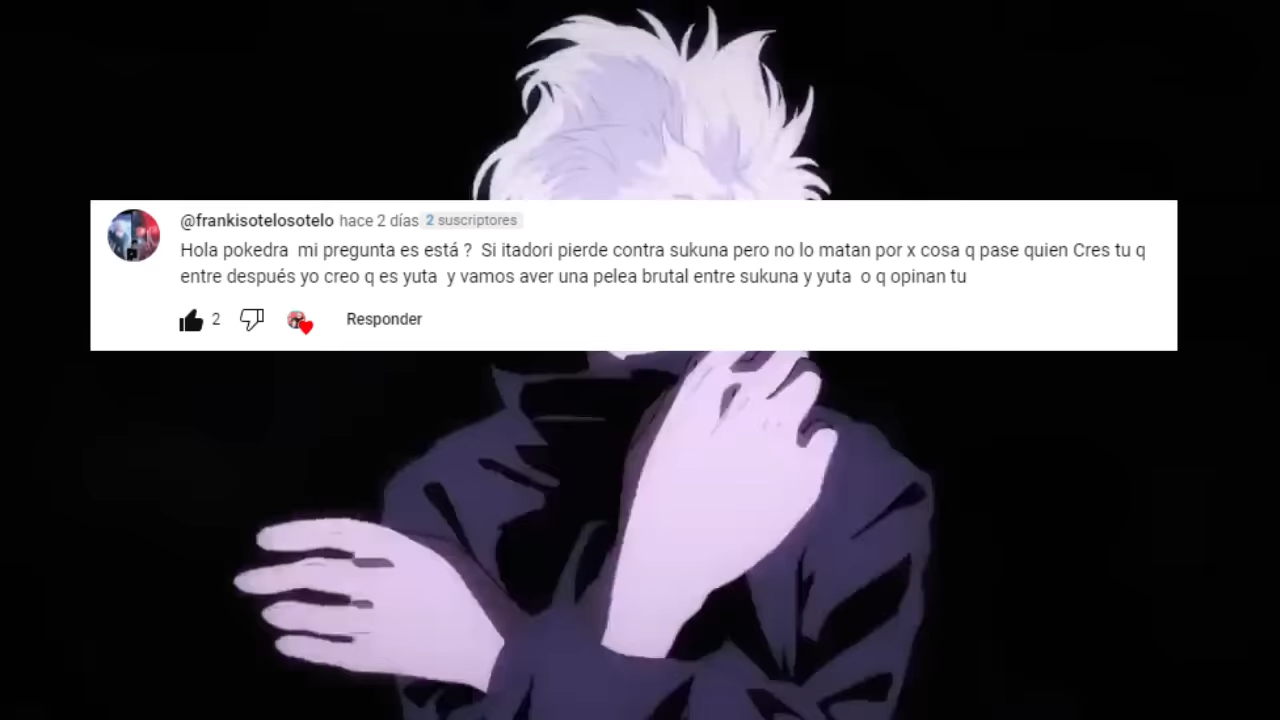 @frankisotelosotelo hace 2 días 2 suscriptores
Hola pokedra mi pregunta es está ? Si itadori pierde contra sukuna pero no lo matan por x cosa q pase quien Cres tu q
entre después yo creo q es yuta y vamos aver una pelea brutal entre sukuna y yuta o q opinan tu
2 Responder